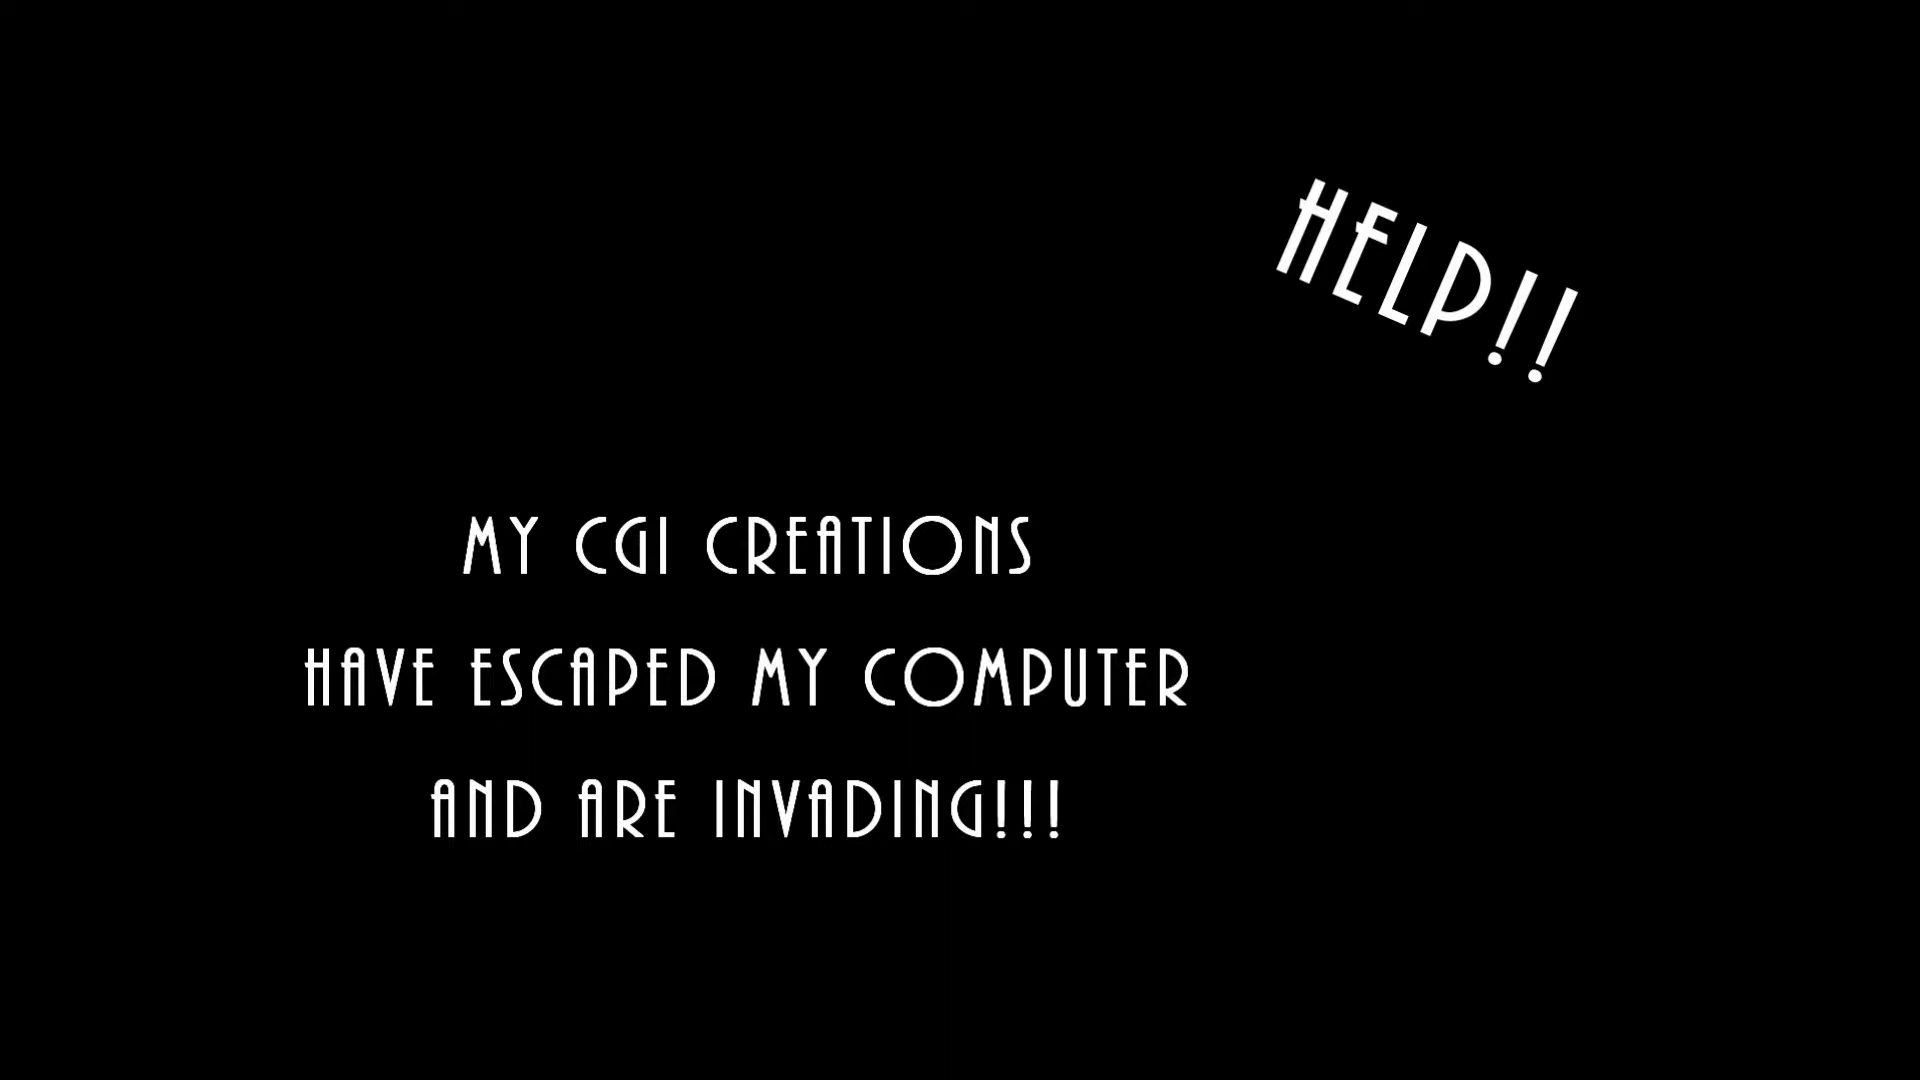 HELP!!
MY CGI CREATIONS
HAVE ESCAPED MY COMPUTER
AND ARE INVADING!!!